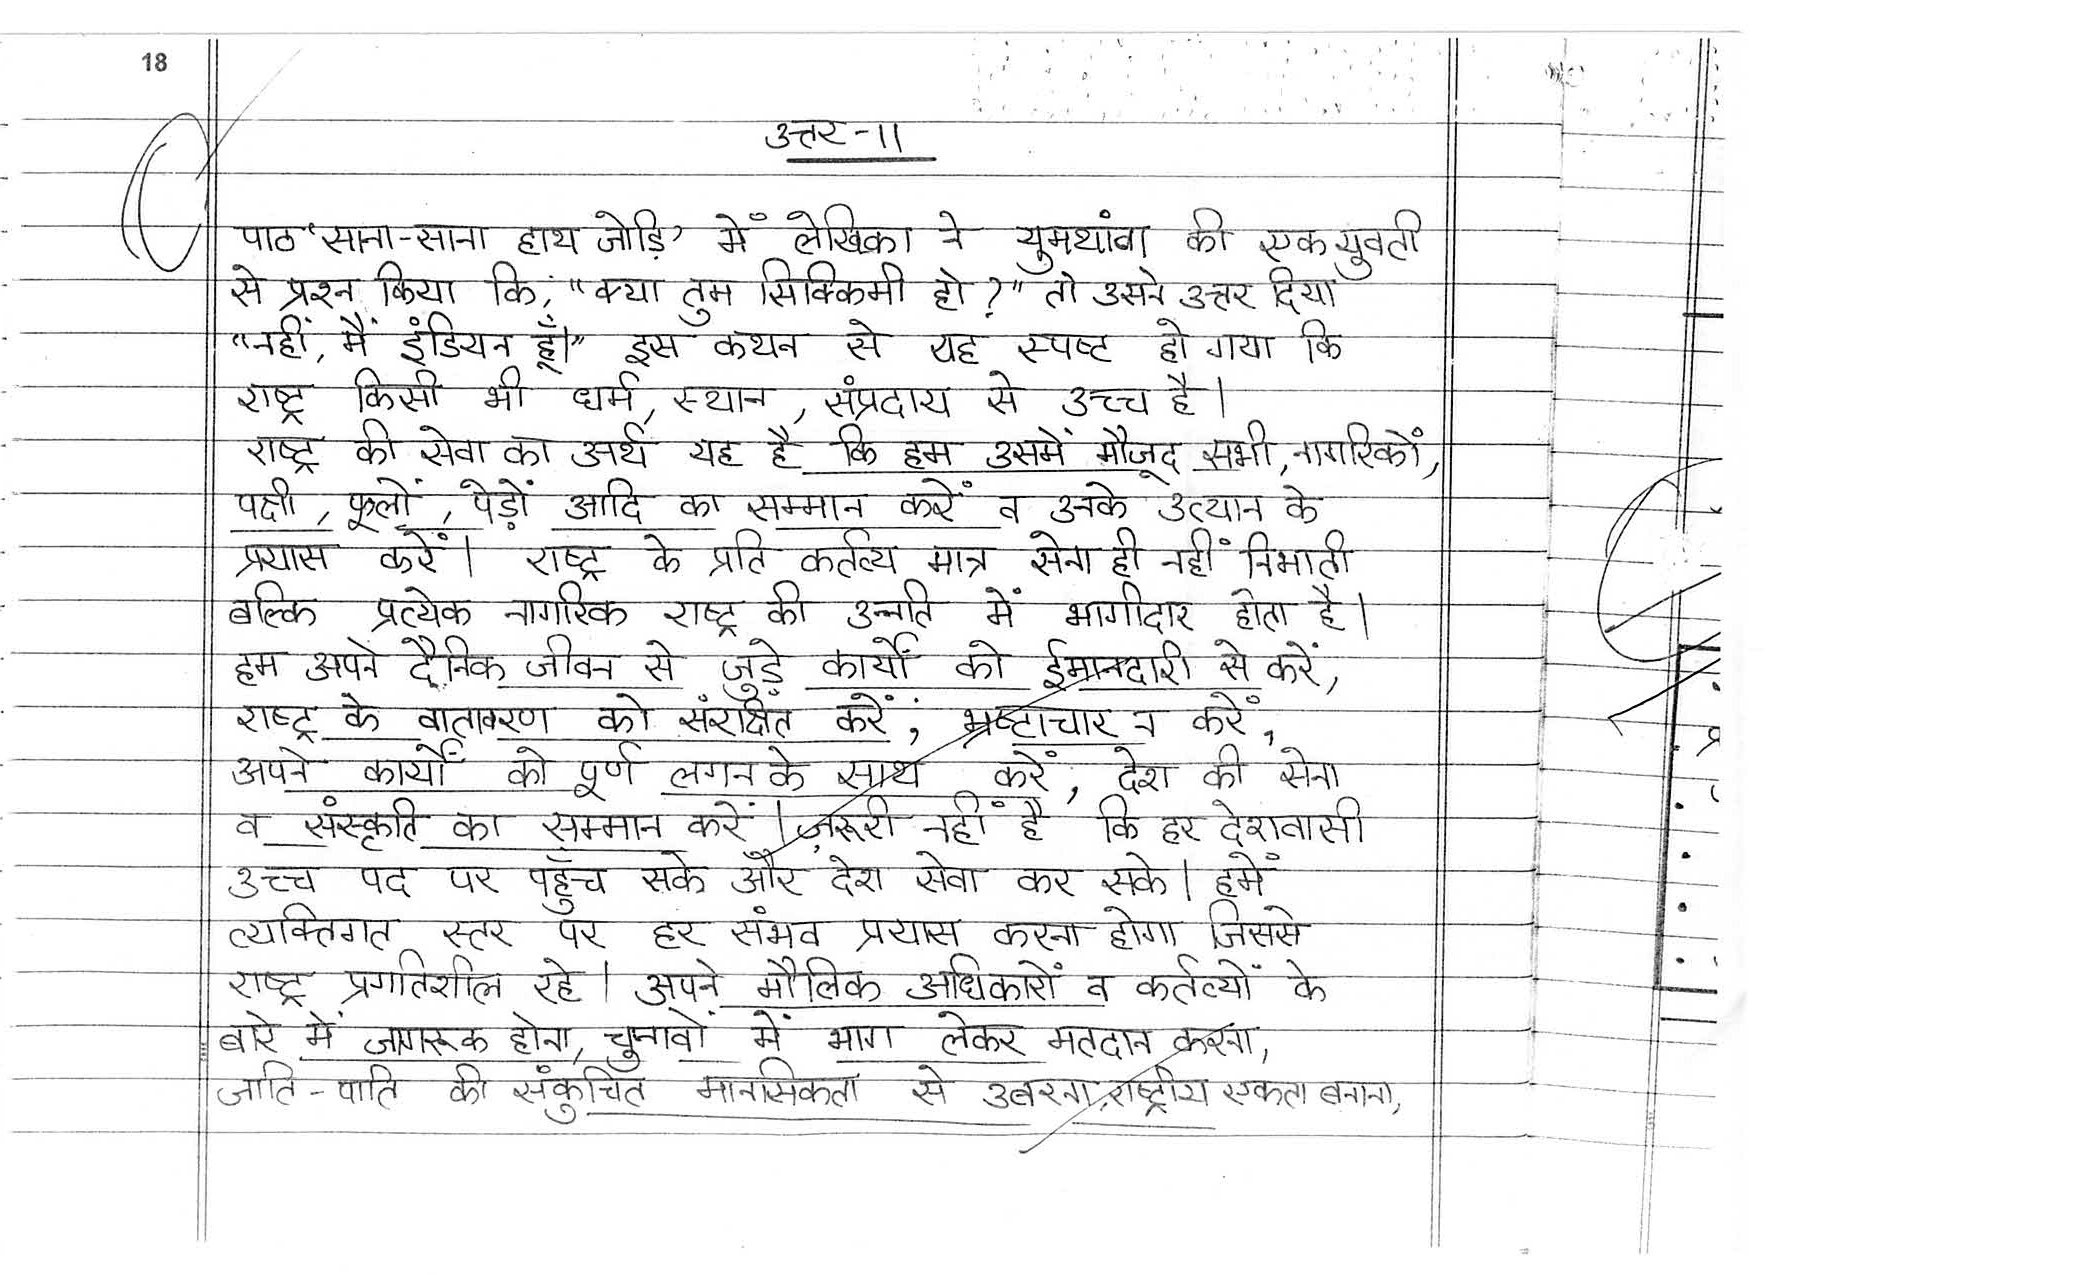 18
उत्तर-11
पाठ 'साना-साना हाथ जोड़ि' में लेखिका ने युमथांग की एक युवती
से प्रश्न किया कि, "क्या तुम सिक्किमी हो?" तो उसने उत्तर दिया
"नहीं, मैं इंडियन हूँ।" इस कथन से यह स्पष्ट हो गया कि
राष्ट्र किसी भी धर्म, स्थान, संप्रदाय से उच्च है।
राष्ट्र की सेवा का अर्थ यह है कि हम उसमें मौजूद सभी, नागरिकों,
पक्षी, फूलों, पेड़ों आदि का सम्मान करें व उनके उत्थान के
प्रयास करें। राष्ट्र के प्रति कर्तव्य मात्र सेना ही नहीं निभाती
बल्कि प्रत्येक नागरिक राष्ट्र की उन्नति में भागीदार होता है।
हम अपने दैनिक जीवन से जुड़े कार्यों को ईमानदारी से करें,
राष्ट्र के वातावरण को संरक्षित करें, भ्रष्टाचार न करें,
अपने कार्यों को पूर्ण लगन के साथ करें, देश की सेना
व संस्कृति का सम्मान करें। ज़रूरी नहीं है कि हर देशवासी
उच्च पद पर पहुँच सके और देश सेवा कर सके। हमें
व्यक्तिगत स्तर पर हर संभव प्रयास करना होगा जिससे
राष्ट्र प्रगतिशील रहे। अपने मौलिक अधिकारों व कर्तव्यों के
बारे में जागरूक होना, चुनावों में भाग लेकर मतदान करना,
जाति-पाति की संकुचित मानसिकता से उबरना, राष्ट्रीय एकता बनाना,